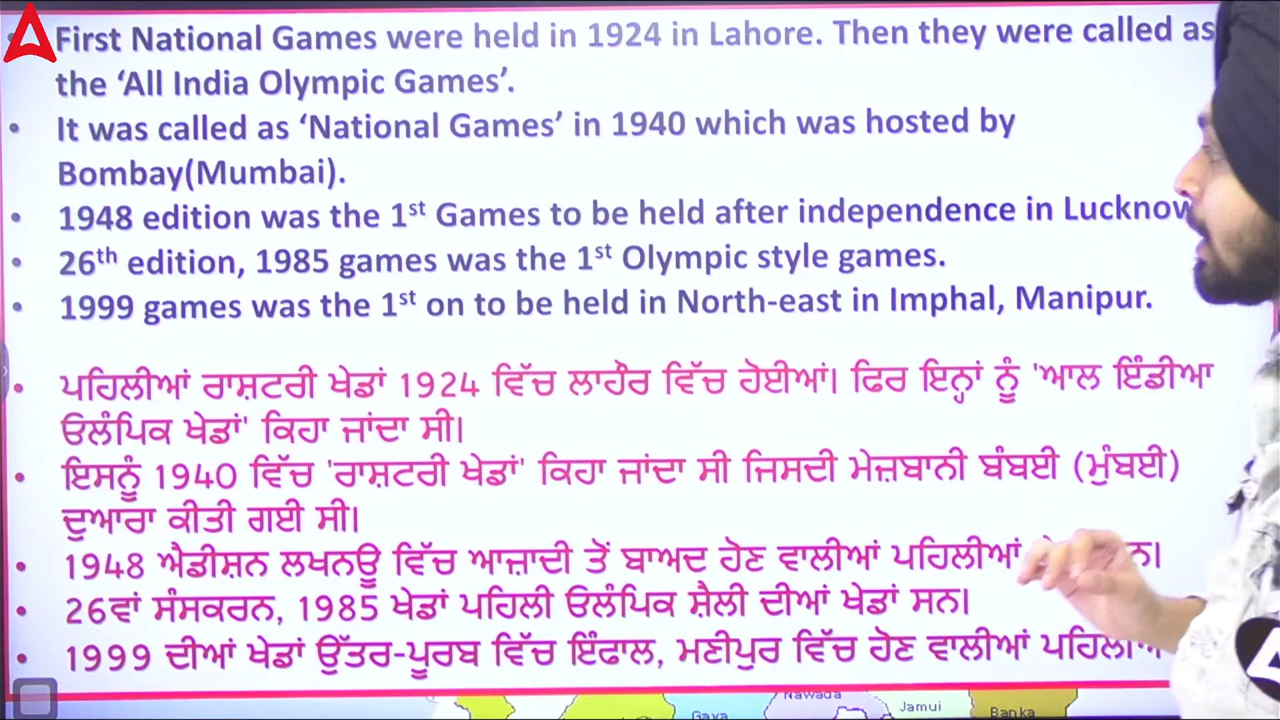 First National Games were held in 1924 in Lahore. Then they were called as
the ‘All India Olympic Games’.
• It was called as ‘National Games’ in 1940 which was hosted by
Bombay(Mumbai).
• 1948 edition was the 1st Games to be held after independence in Lucknow
• 26th edition, 1985 games was the 1st Olympic style games.
• 1999 games was the 1st on to be held in North-east in Imphal, Manipur.
• ਪਹਿਲੀਆਂ ਰਾਸ਼ਟਰੀ ਖੇਡਾਂ 1924 ਵਿੱਚ ਲਾਹੌਰ ਵਿੱਚ ਹੋਈਆਂ। ਫਿਰ ਇਨ੍ਹਾਂ ਨੂੰ 'ਆਲ ਇੰਡੀਆ
ਓਲੰਪਿਕ ਖੇਡਾਂ' ਕਿਹਾ ਜਾਂਦਾ ਸੀ।
• ਇਸਨੂੰ 1940 ਵਿੱਚ 'ਰਾਸ਼ਟਰੀ ਖੇਡਾਂ' ਕਿਹਾ ਜਾਂਦਾ ਸੀ ਜਿਸਦੀ ਮੇਜ਼ਬਾਨੀ ਬੰਬਈ (ਮੁੰਬਈ)
ਦੁਆਰਾ ਕੀਤੀ ਗਈ ਸੀ।
• 1948 ਐਡੀਸ਼ਨ ਲਖਨਊ ਵਿੱਚ ਆਜ਼ਾਦੀ ਤੋਂ ਬਾਅਦ ਹੋਣ ਵਾਲੀਆਂ ਪਹਿਲੀਆਂ
• 26ਵਾਂ ਸੰਸਕਰਨ, 1985 ਖੇਡਾਂ ਪਹਿਲੀ ਓਲੰਪਿਕ ਸ਼ੈਲੀ ਦੀਆਂ ਖੇਡਾਂ ਸਨ।
• 1999 ਦੀਆਂ ਖੇਡਾਂ ਉੱਤਰ-ਪੂਰਬ ਵਿੱਚ ਇੰਫਾਲ, ਮਣੀਪੁਰ ਵਿੱਚ ਹੋਣ ਵਾਲੀਆਂ
Nawada
Gaya
Jamui
Banka